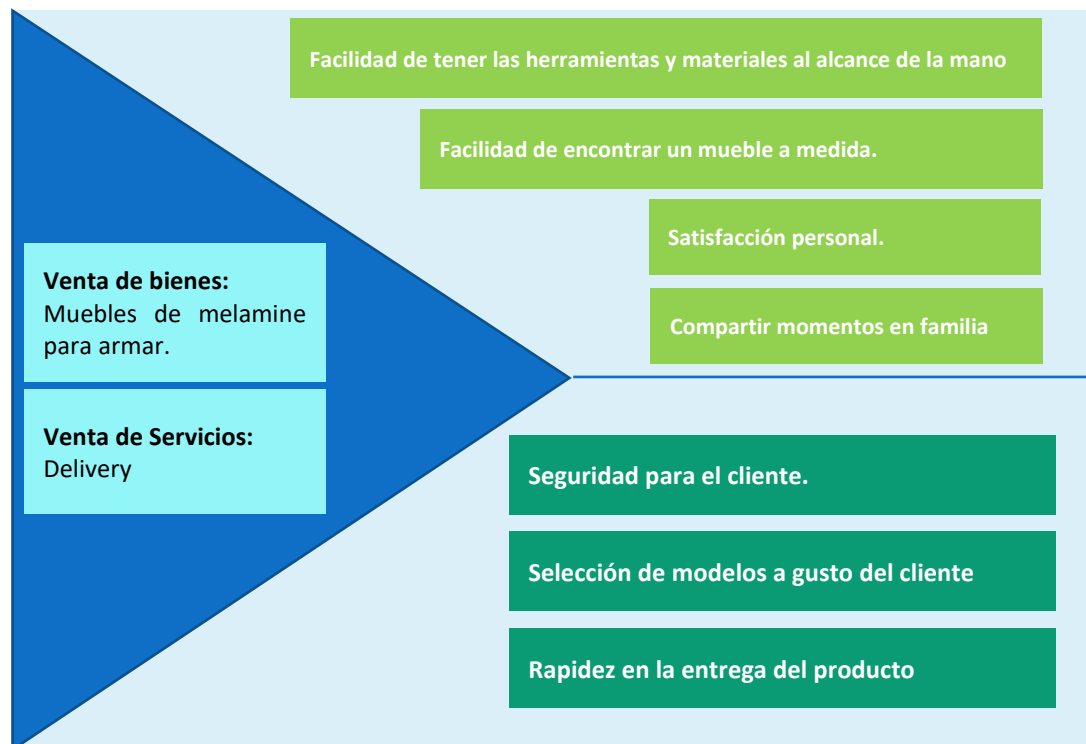 Facilidad de tener las herramientas y materiales al alcance de la mano
Facilidad de encontrar un mueble a medida.
Satisfacción personal.
Compartir momentos en familia
Venta de bienes:
Muebles de melamine
para armar.
Venta de Servicios:
Delivery
Seguridad para el cliente.
Selección de modelos a gusto del cliente
Rapidez en la entrega del producto